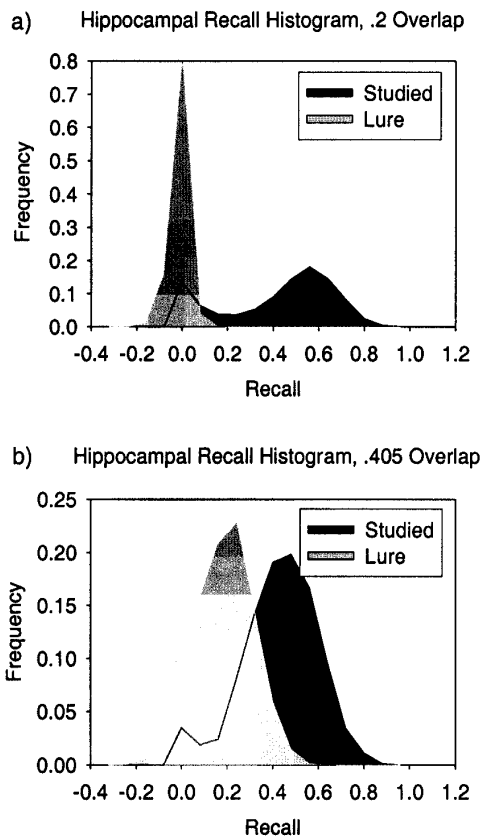 a) Hippocampal Recall Histogram, .2 Overlap
0.8
0.7
0.6
0.5
0.4
0.3
0.2
0.1
0.0
Frequency
Studied
Lure
-0.4 -0.2 0.0 0.2 0.4 0.6 0.8 1.0 1.2
Recall
b) Hippocampal Recall Histogram, .405 Overlap
0.25
0.20
0.15
0.10
0.05
0.00
Frequency
Studied
Lure
-0.4 -0.2 0.0 0.2 0.4 0.6 0.8 1.0 1.2
Recall